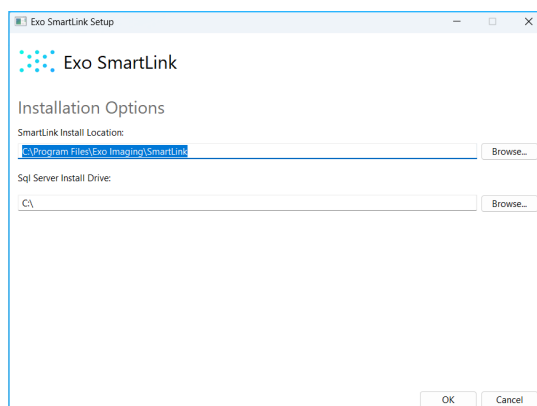 Exo SmartLink Setup
Exo SmartLink
Installation Options
SmartLink Install Location:
C:\Program Files\Exo Imaging\SmartLink
Browse...
Sql Server Install Drive:
C:\
Browse...
OK
Cancel